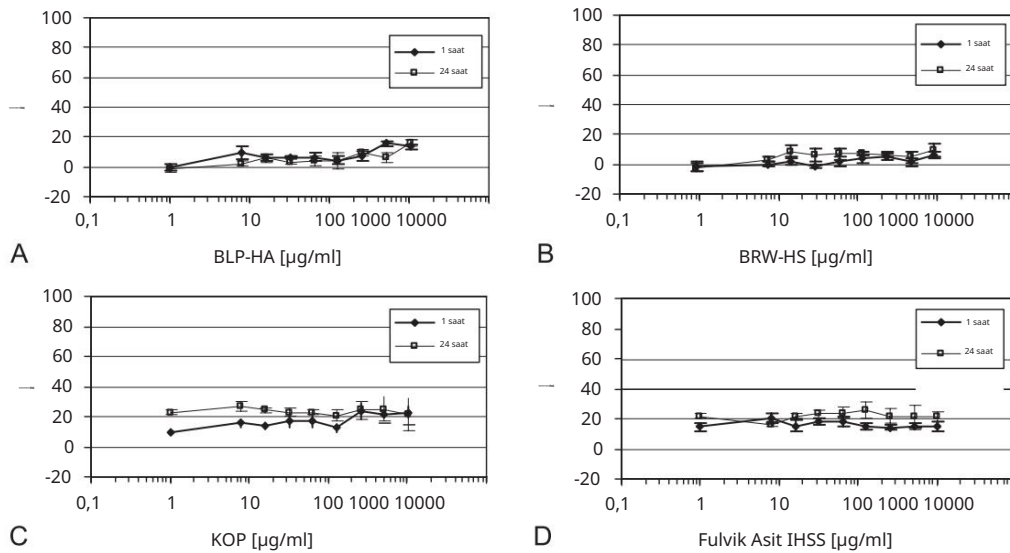 100
80
60
40
20
0
-20
0,1 1 10 100 1000 10000
1 saat
24 saat
A
BLP-HA [µg/ml]
100
80
60
40
20
0
-20
0,1 1 10 100 1000 10000
1 saat
24 saat
B
BRW-HS [µg/ml]
100
80
60
40
20
0
-20
0,1 1 10 100 1000 10000
1 saat
24 saat
C
KOP [µg/ml]
100
80
60
40
20
0
-20
0,1 1 10 100 1000 10000
1 saat
24 saat
D
Fulvik Asit IHSS [µg/ml]